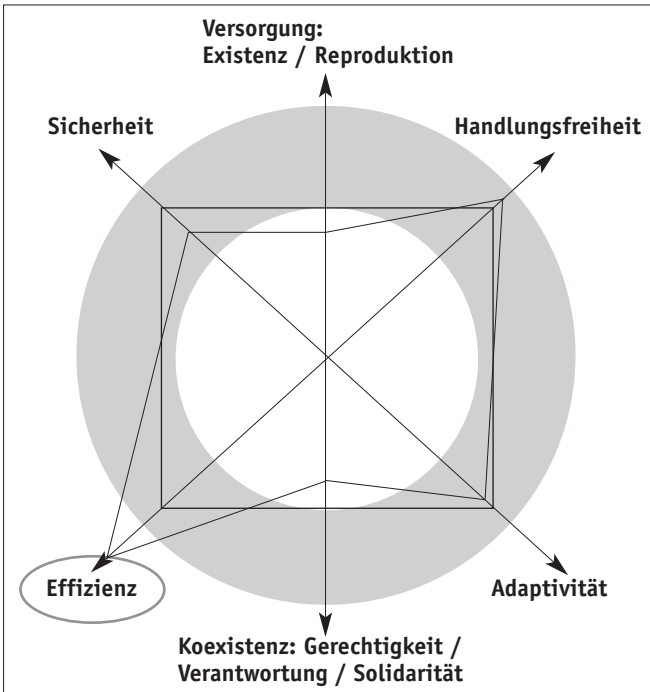 Versorgung:
Existenz / Reproduktion
Sicherheit
Handlungsfreiheit
Effizienz
Adaptivität
Koexistenz: Gerechtigkeit /
Verantwortung / Solidarität